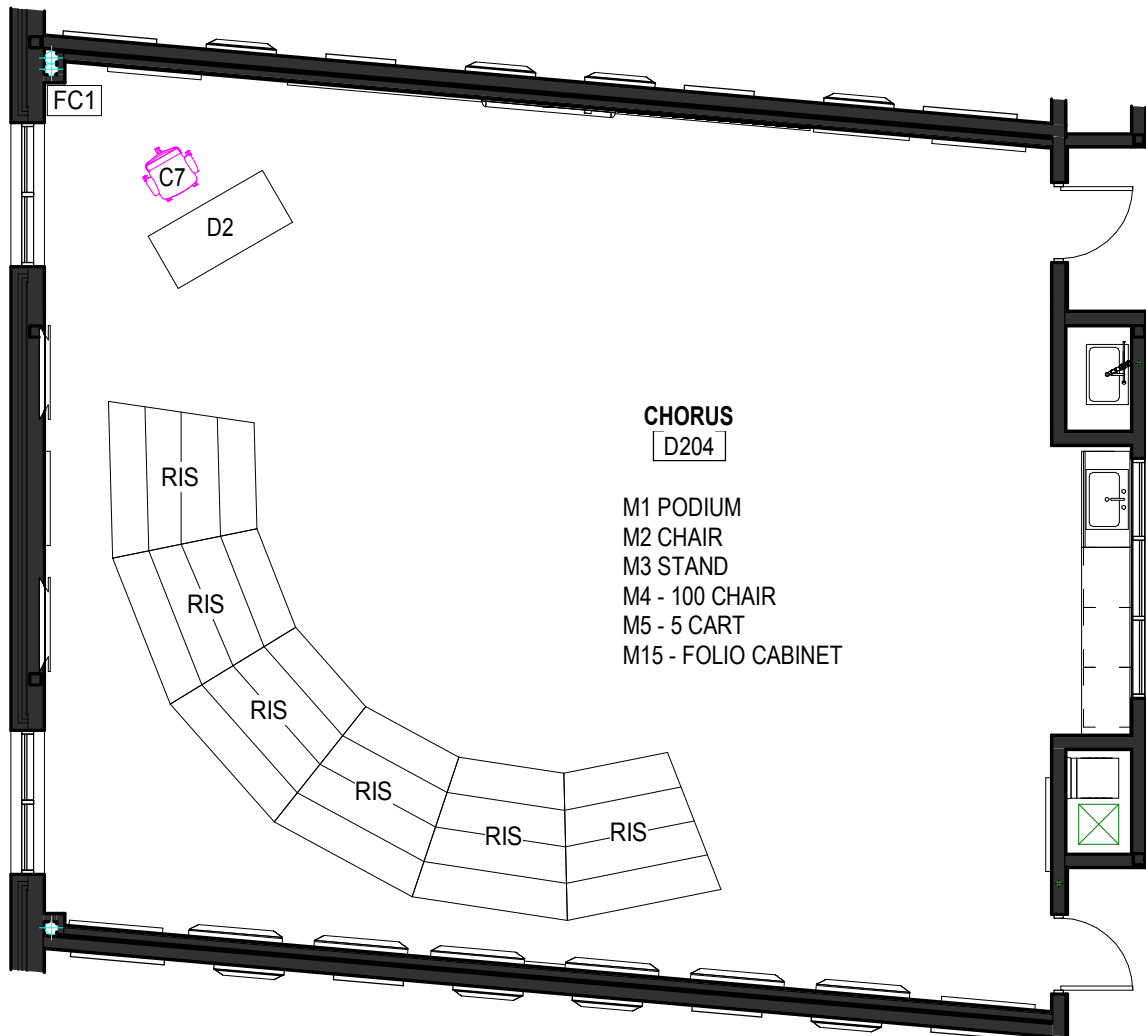 FC1
C7
D2
CHORUS
D204
RIS
M1 PODIUM
M2 CHAIR
M3 STAND
M4 - 100 CHAIR
M5 - 5 CART
M15 - FOLIO CABINET
RIS
RIS
RIS
RIS
RIS